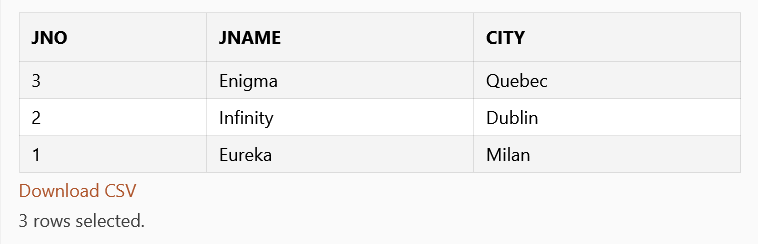 JNO JNAME CITY
3 Enigma Quebec
2 Infinity Dublin
1 Eureka Milan
Download CSV
3 rows selected.